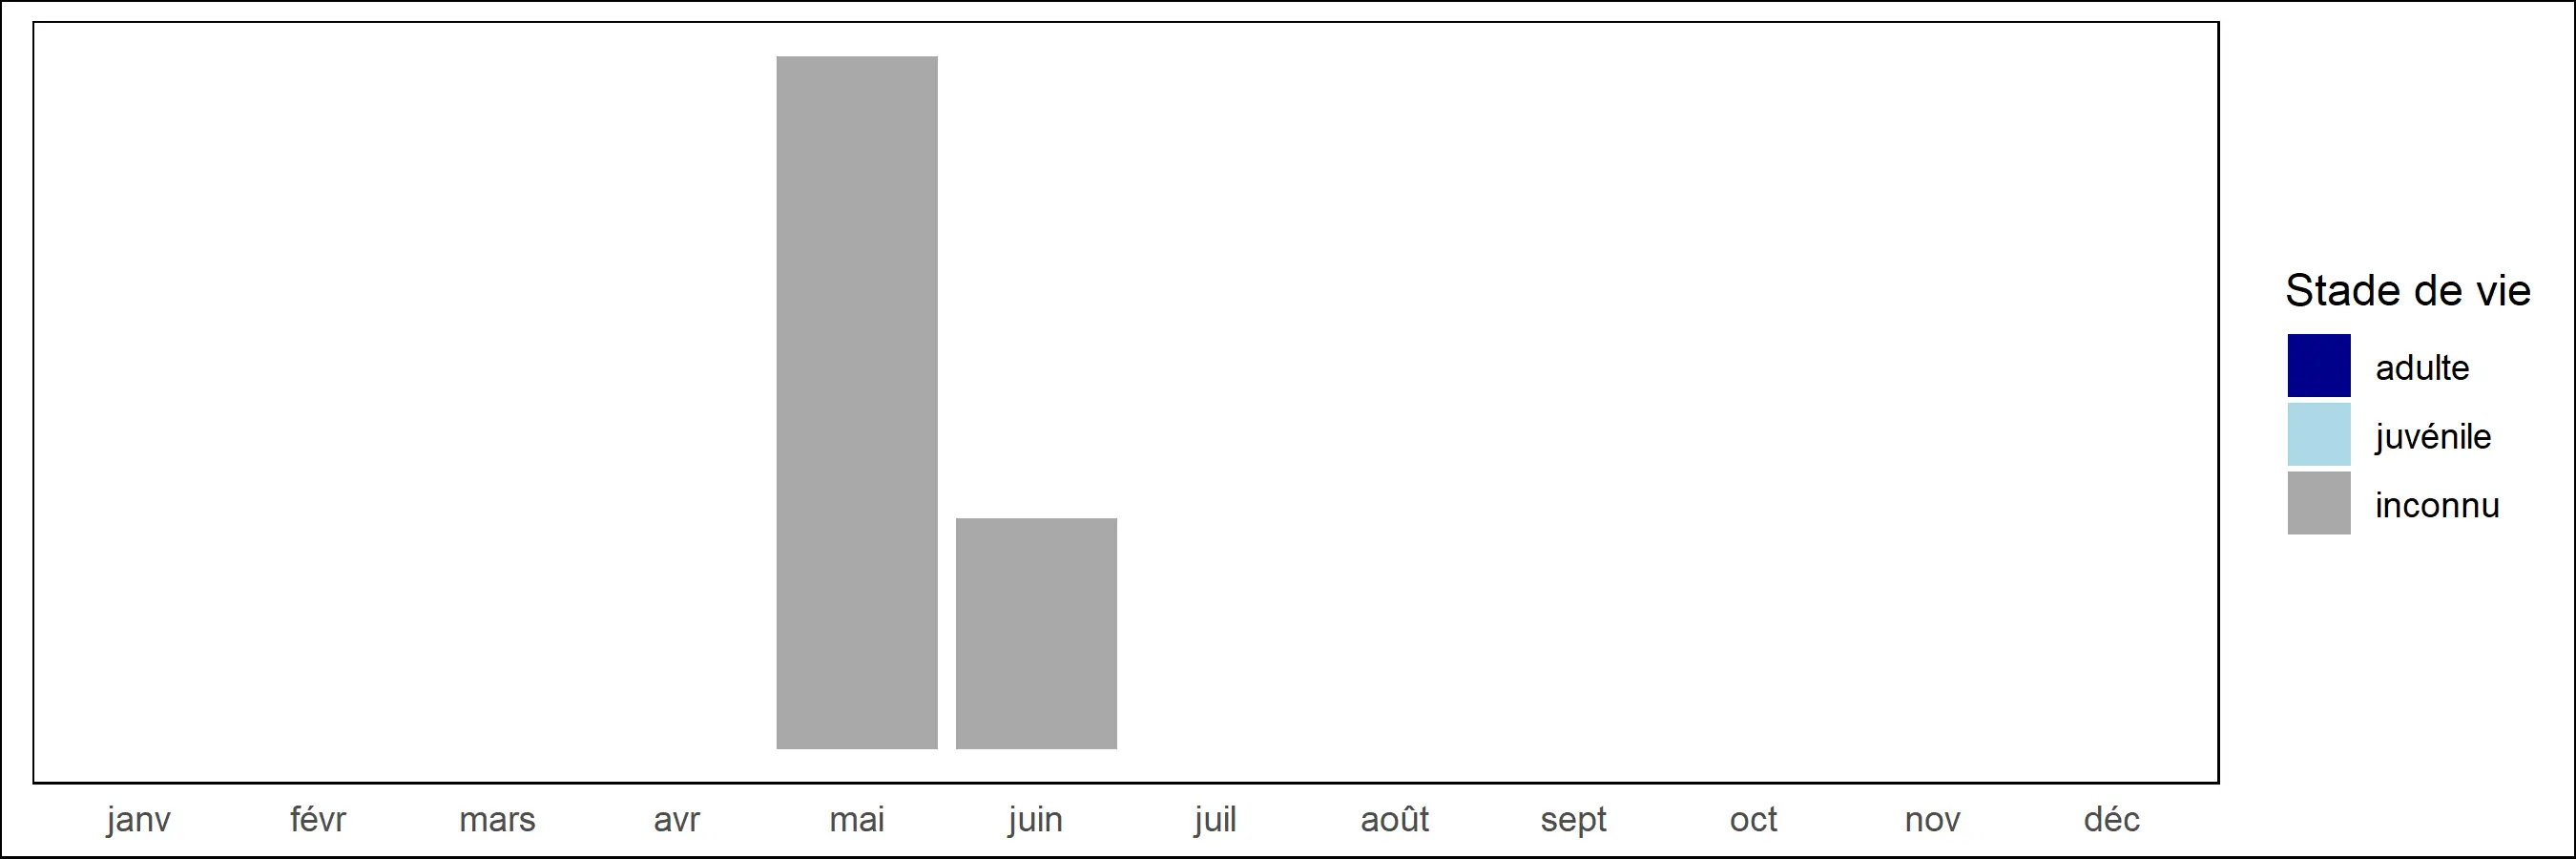 Stade de vie
adulte
juvénile
inconnu
janv févr mars avr mai juin juil août sept oct nov déc